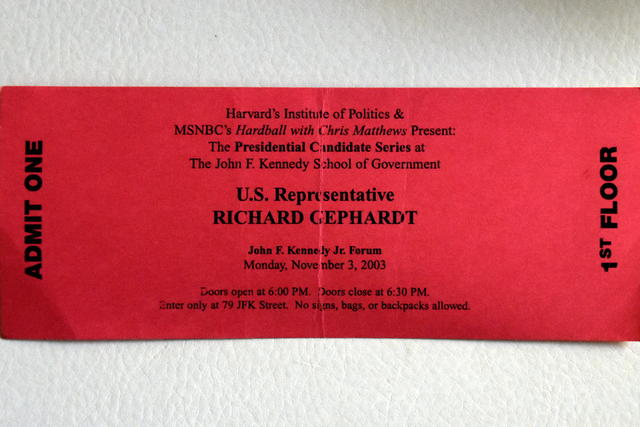 Harvard's Institute of Politics &
MSNBC's Hardball with Chris Matthews Present:
The Presidential Candidate Series at
The John F. Kennedy School of Government
U.S. Representative
RICHARD GEPHARDT
John F. Kennedy Jr. Forum
Monday, November 3, 2003
Doors open at 6:00 PM. Doors close at 6:30 PM.
Enter only at 79 JFK Street. No signs, bags, or backpacks allowed.
ADMIT ONE
1ST FLOOR